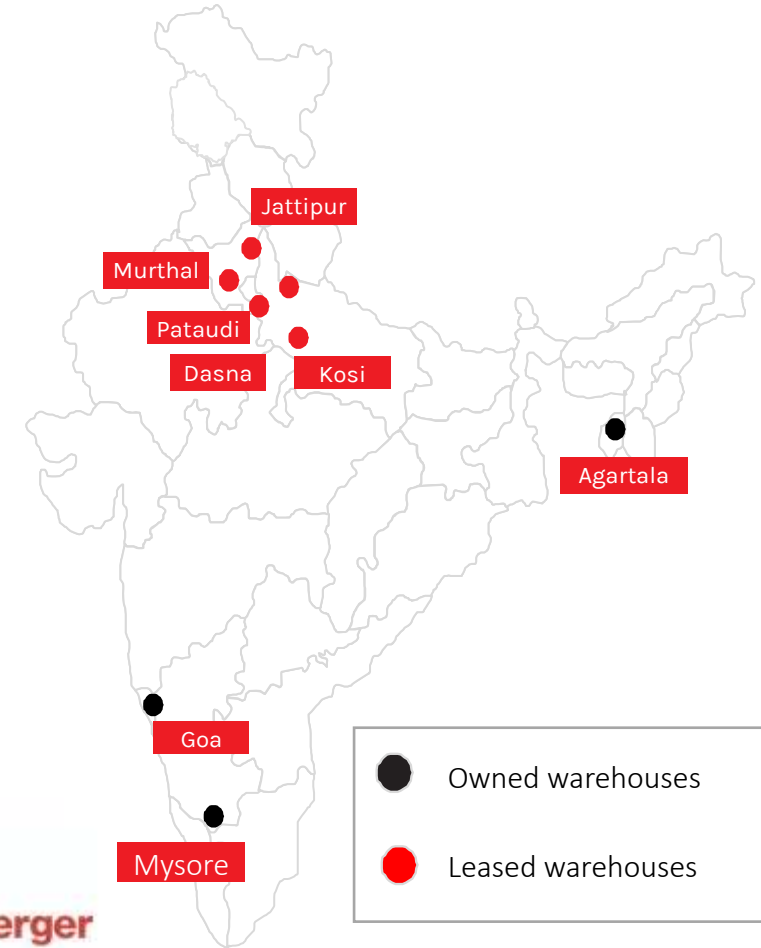 Jattipur
Murthal
Pataudi
Dasna
Kosi
Agartala
Goa
Owned warehouses
Mysore
Leased warehouses
erger